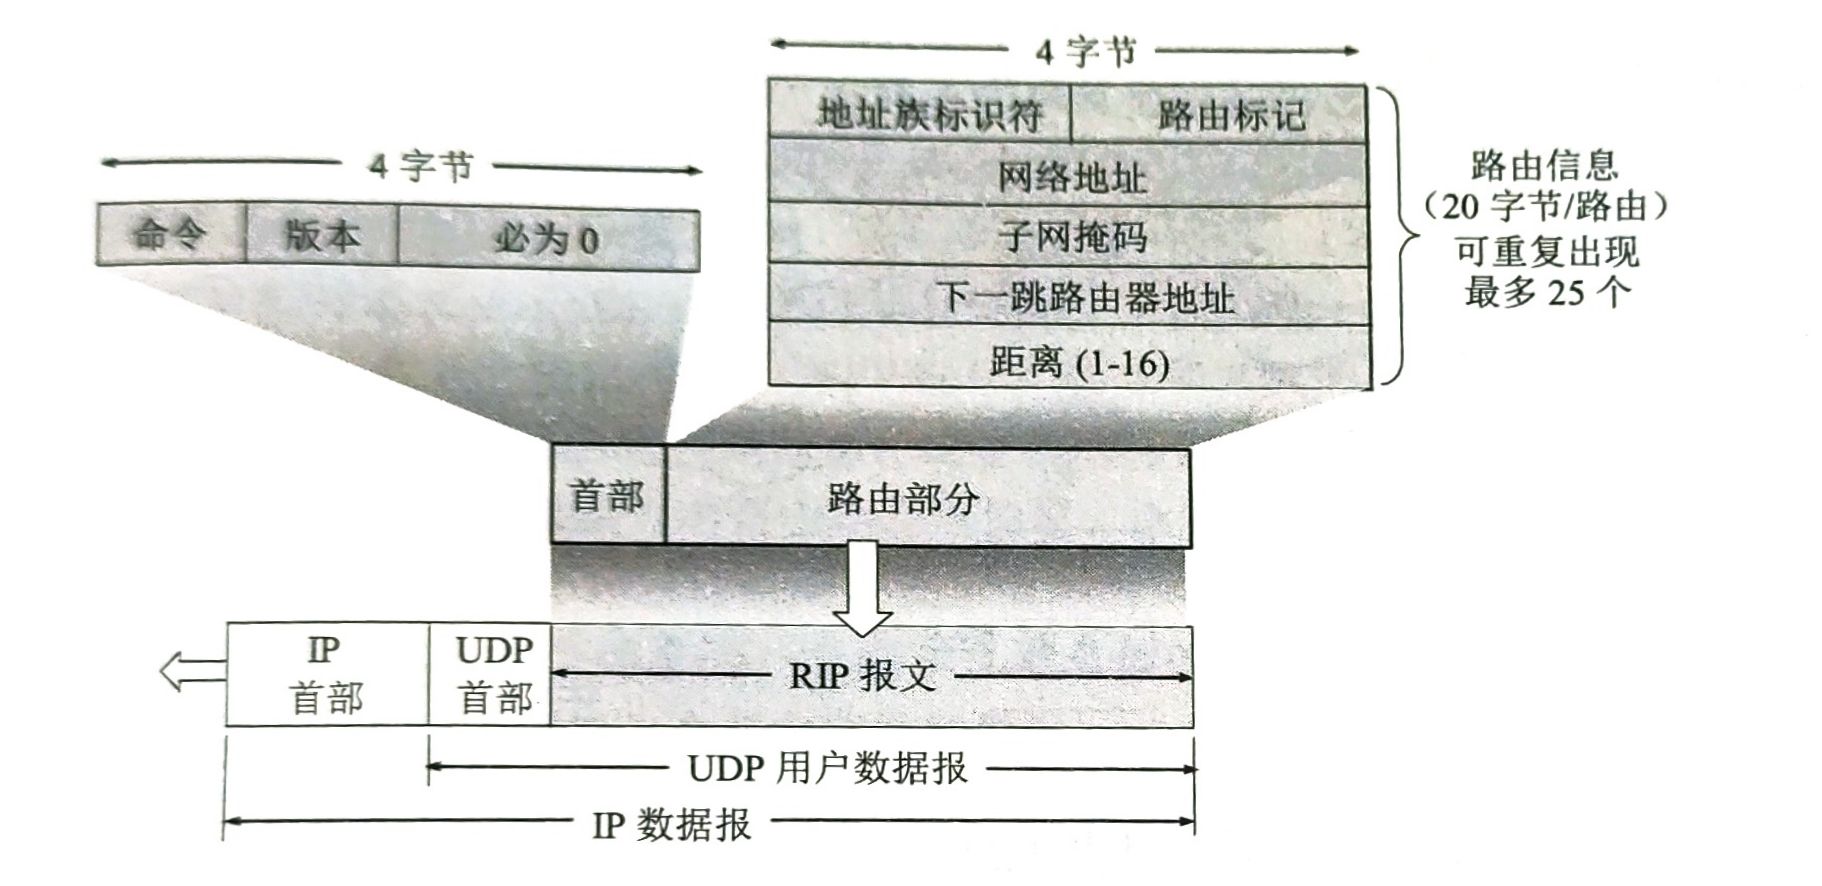 4 字节
地址族标识符 路由标记
网络地址
子网掩码
下一跳路由器地址
距离 (1-16)
路由信息
（20 字节/路由）
可重复出现
最多 25 个
4 字节
命令 版本 必为 0
首部 路由部分
IP
首部
UDP
首部
RIP 报文
UDP 用户数据报
IP 数据报